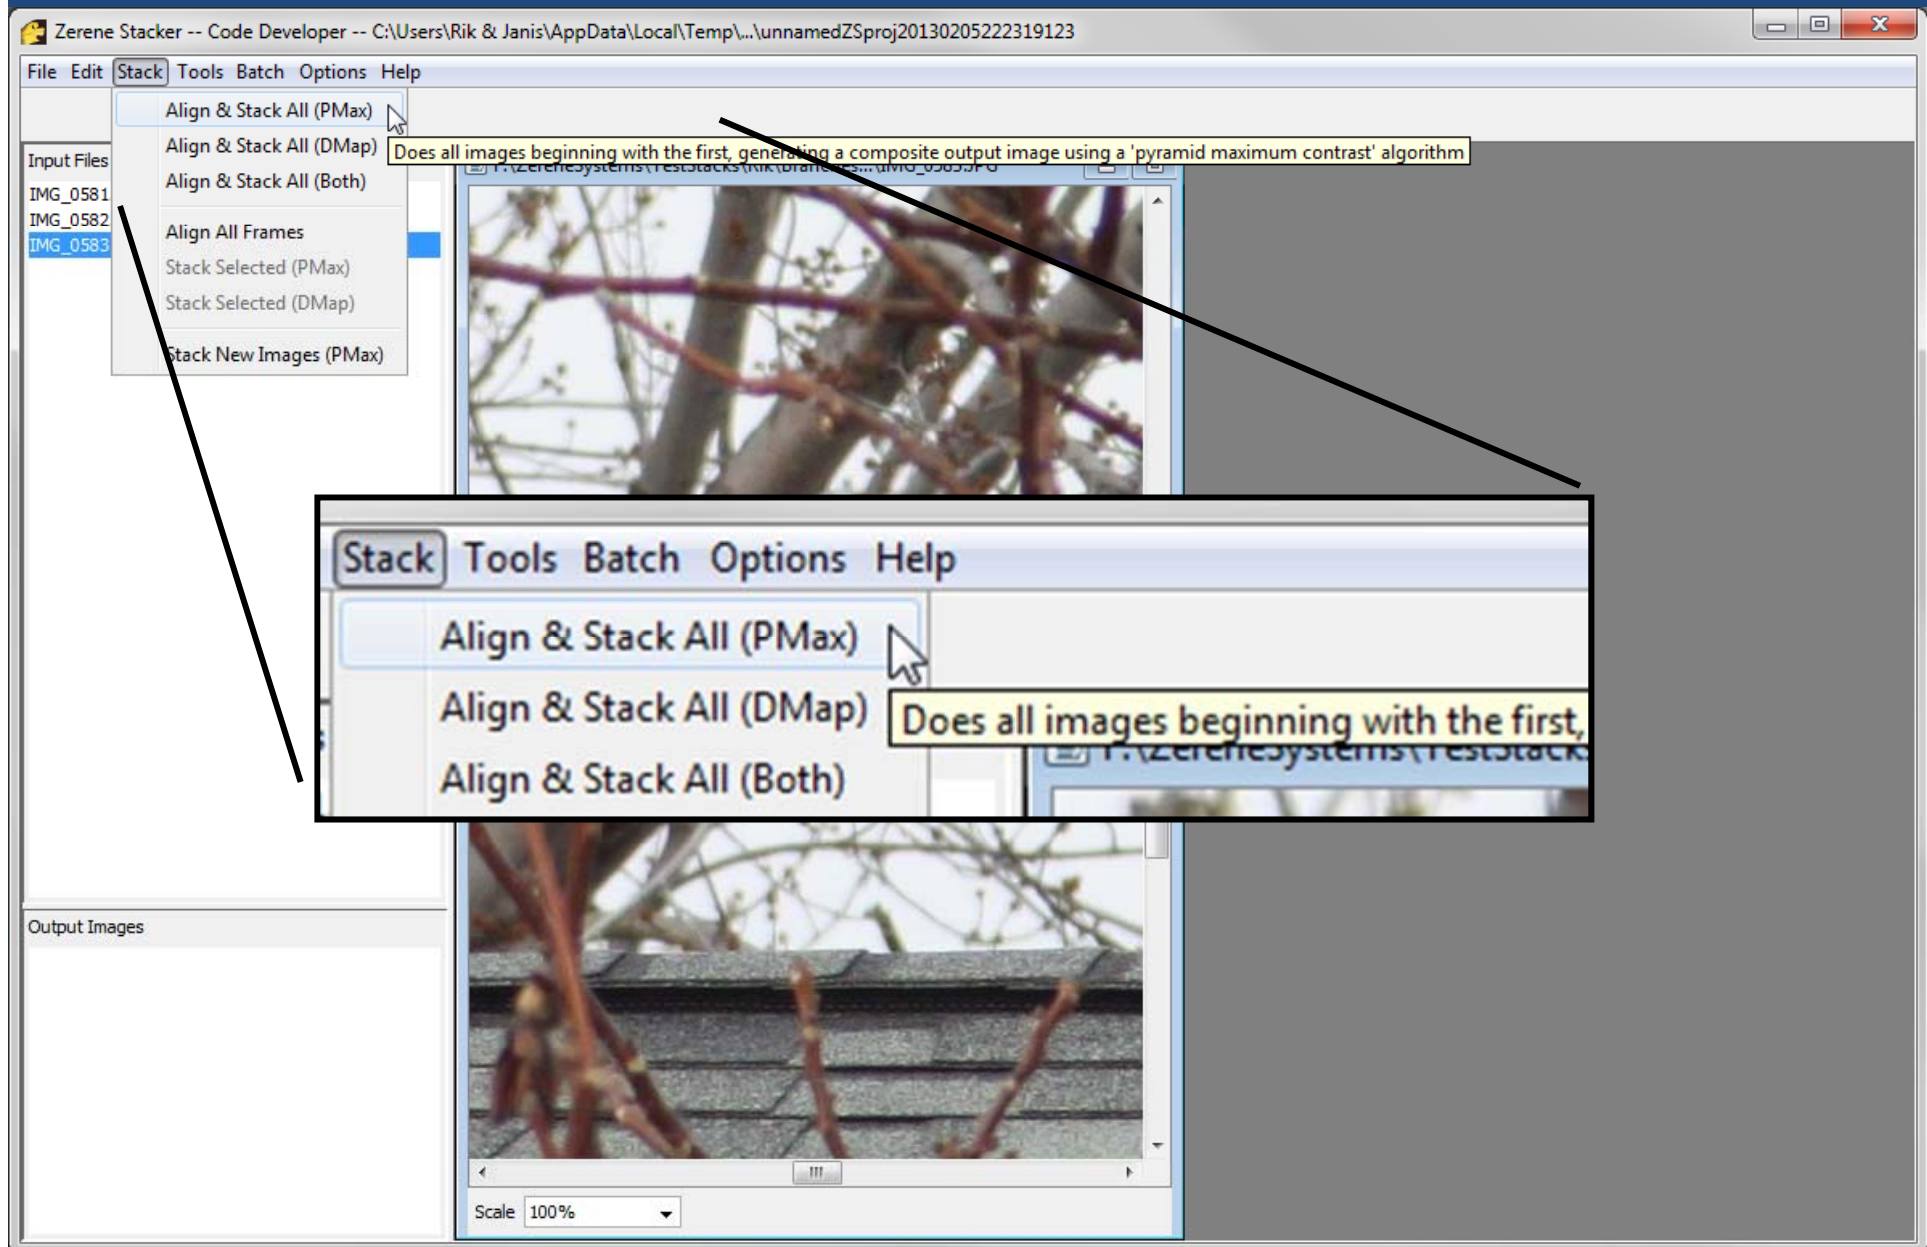 Zerene Stacker -- Code Developer -- C:\Users\Rik & Janis\AppData\Local\Temp\...\unnamedZSproj20130205222319123
File Edit Stack Tools Batch Options Help
Align & Stack All (PMax)
Align & Stack All (DMap)
Align & Stack All (Both)
Align All Frames
Stack Selected (PMax)
Stack Selected (DMap)
Stack New Images (PMax)
Does all images beginning with the first, generating a composite output image using a 'pyramid maximum contrast' algorithm
Input Files
IMG_0581
IMG_0582
IMG_0583
Stack Tools Batch Options Help
Align & Stack All (PMax)
Align & Stack All (DMap)
Align & Stack All (Both)
Does all images beginning with the first,
Output Images
Scale 100%